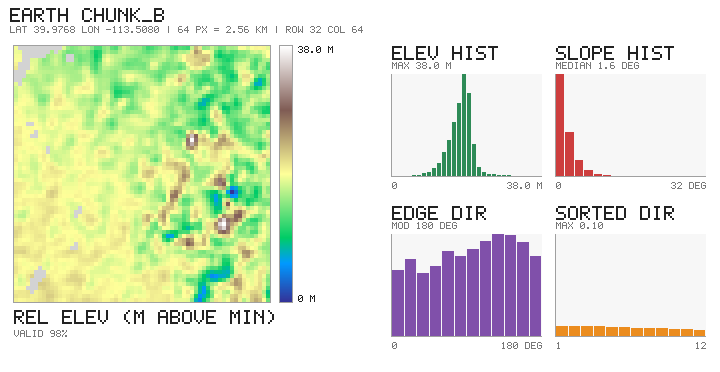 EARTH CHUNK_B
LAT 39.9768 LON -113.5080 | 64 PX = 2.56 KM | ROW 32 COL 64
38.0 M
0 M
REL ELEV (M ABOVE MIN)
VALID 98%
ELEV HIST
MAX 38.0 M
0 38.0 M
SLOPE HIST
MEDIAN 1.6 DEG
0 32 DEG
EDGE DIR
MOD 180 DEG
0 180 DEG
SORTED DIR
MAX 0.10
1 12